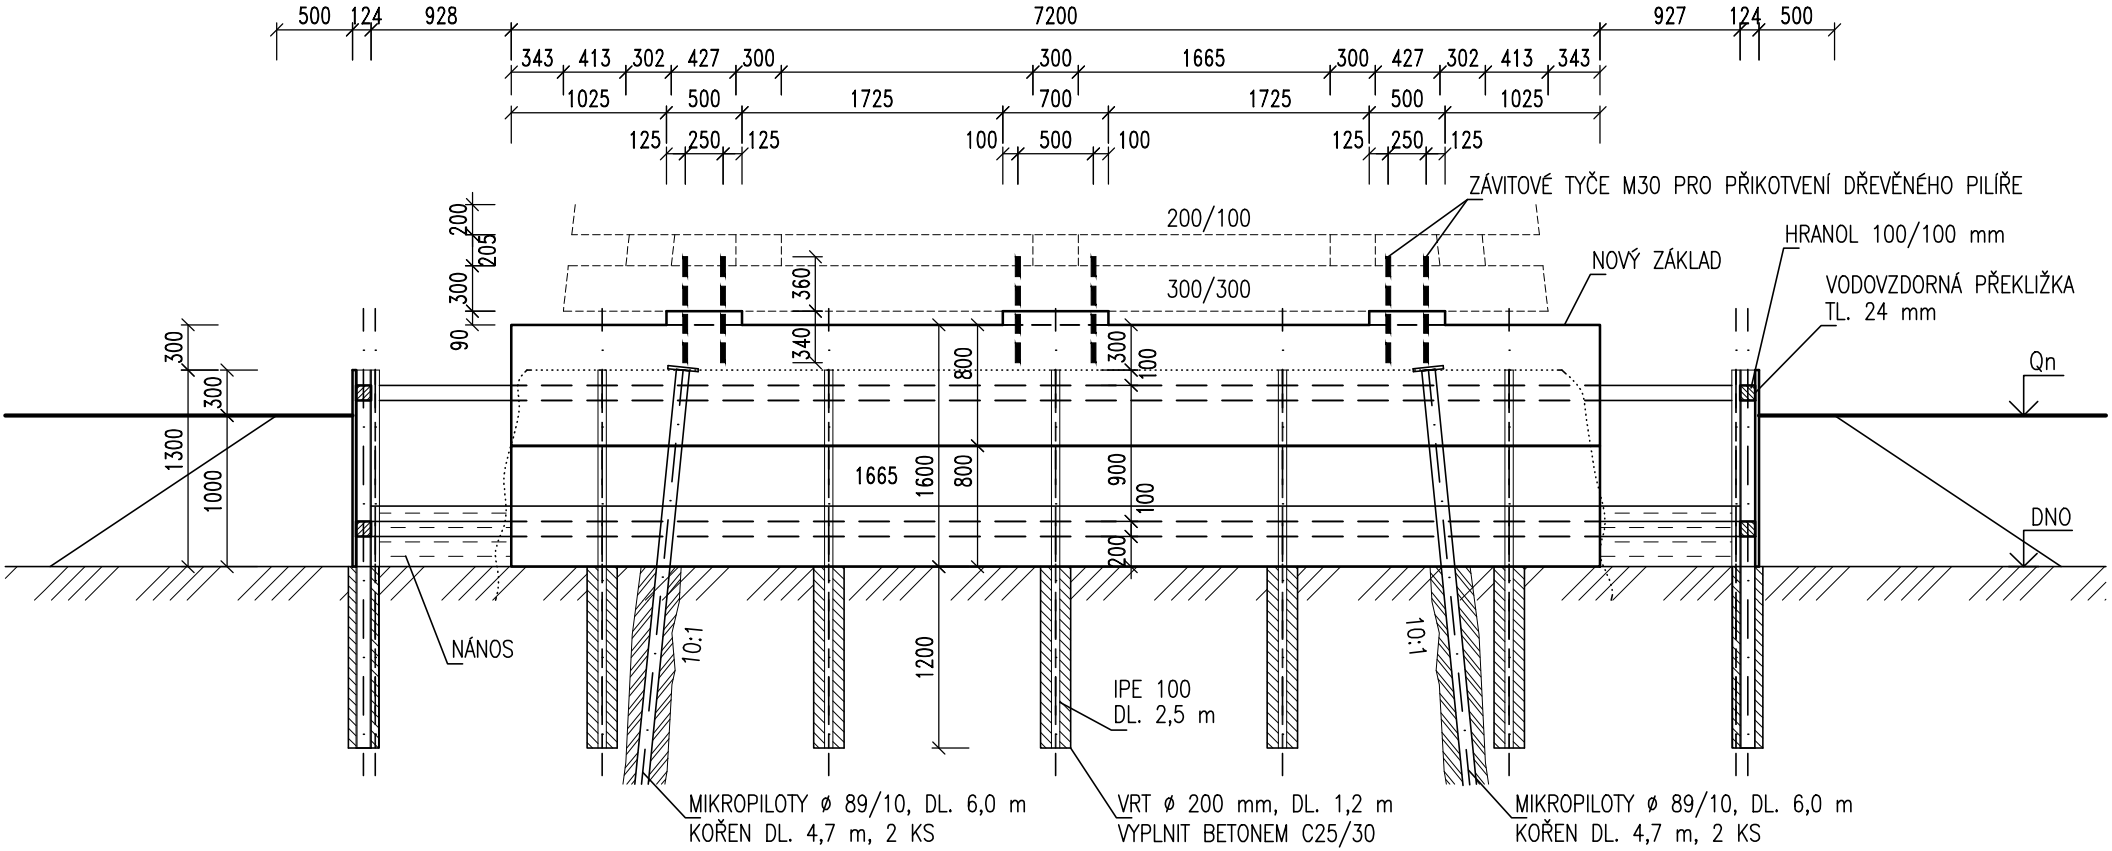 500 124 928 7200 927 124 500
343 413 302 427 300 300 1665 300 427 302 413 343
1025 500 1725 700 1725 500 1025
125 250 125 100 500 100 125 250 125
ZÁVITOVÉ TYČE M30 PRO PŘIKOTVENÍ DŘEVĚNÉHO PILÍŘE
200
205
300
90
200/100
300/300
360
340
HRANOL 100/100 mm
NOVÝ ZÁKLAD
VODOVZDORNÁ PŘEKLIŽKA
TL. 24 mm
300
1300
300
1000
1665
1600
800
800
300
100
900
100
200
1200
Qn
DNO
NÁNOS
10:1
10:1
IPE 100
DL. 2,5 m
MIKROPILOTY ø 89/10, DL. 6,0 m
KOŘEN DL. 4,7 m, 2 KS
VRT ø 200 mm, DL. 1,2 m
VYPLNIT BETONEM C25/30
MIKROPILOTY ø 89/10, DL. 6,0 m
KOŘEN DL. 4,7 m, 2 KS